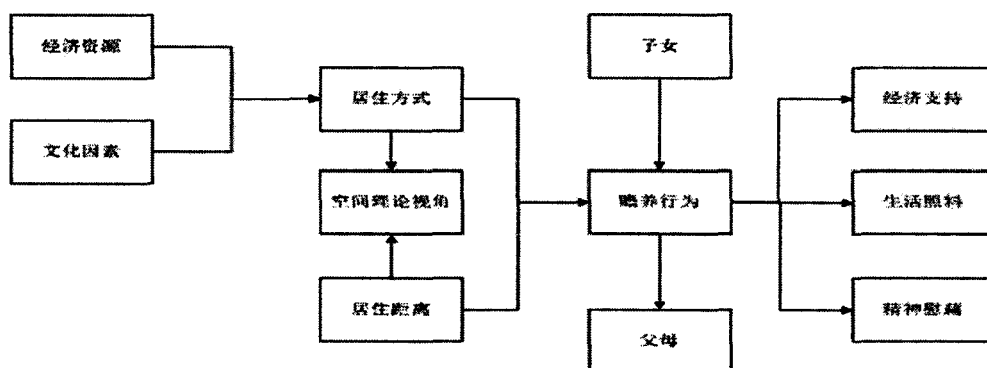 经济资源
文化因素
居住方式
空间理论视角
居住距离
子女
赡养行为
父母
经济支持
生活照料
精神慰藉